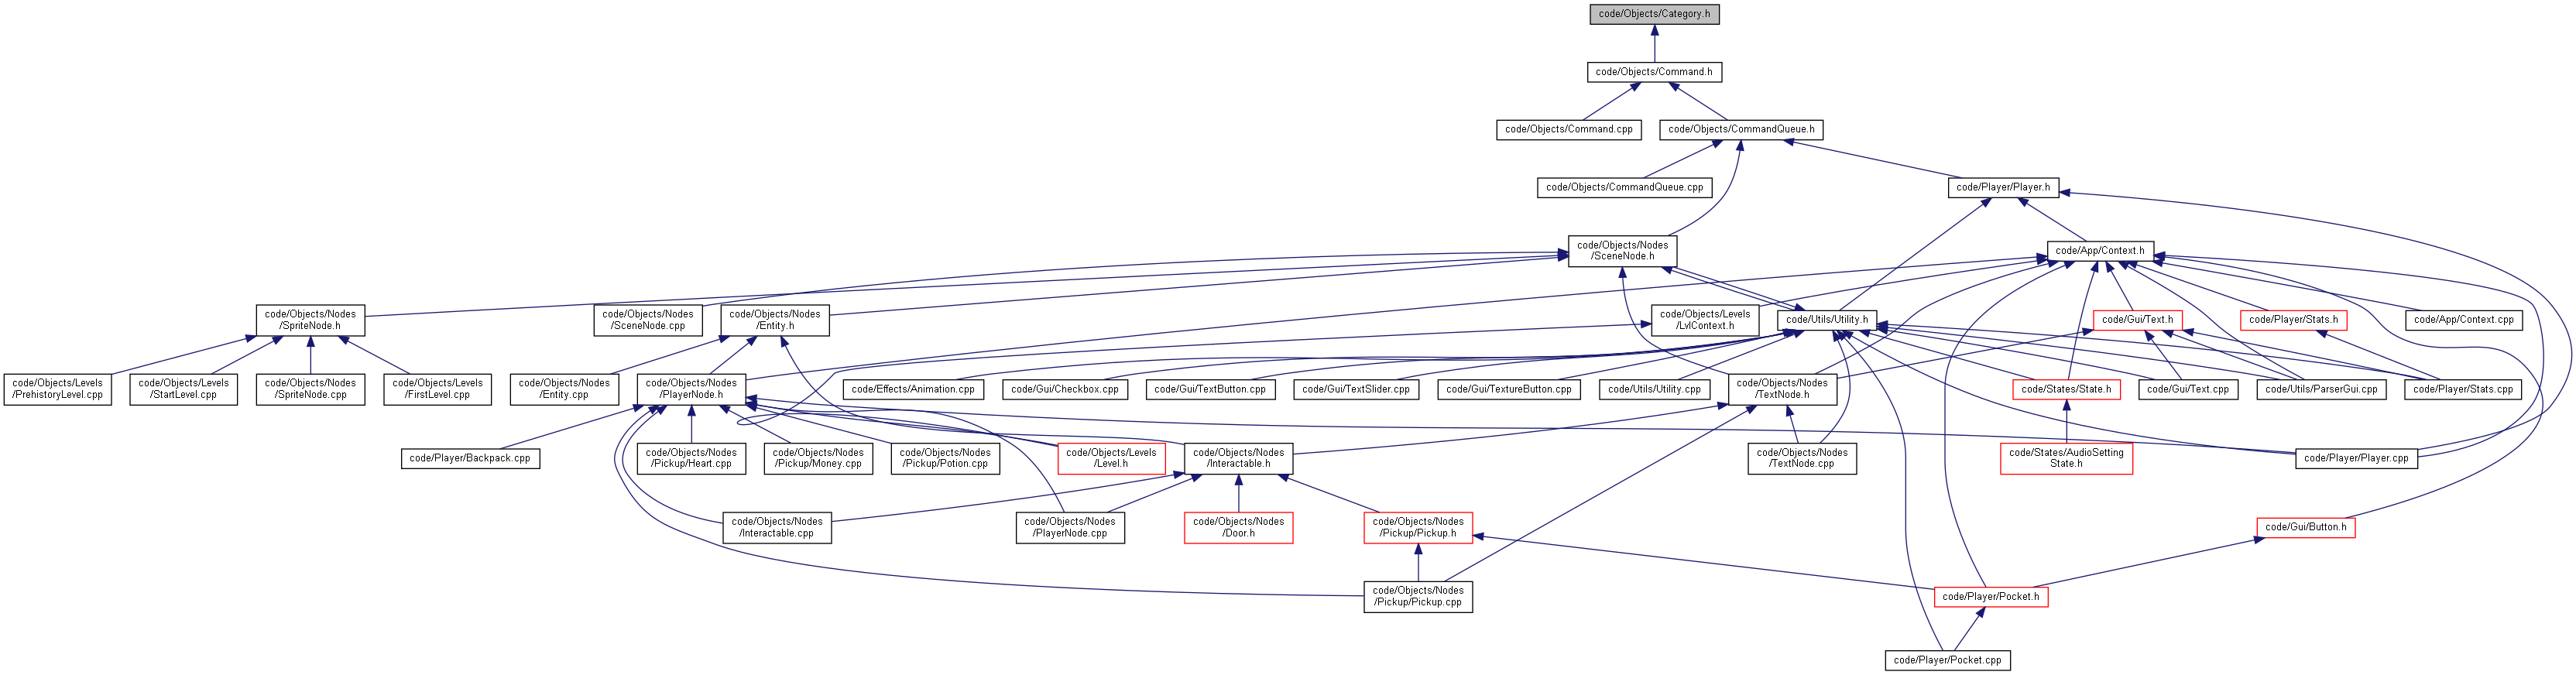 code/Objects/Category.h
code/Objects/Command.h
code/Objects/Command.cpp
code/Objects/CommandQueue.h
code/Objects/CommandQueue.cpp
code/Player/Player.h
code/Objects/Nodes
/SceneNode.h
code/App/Context.h
code/Objects/Nodes
/SpriteNode.h
code/Objects/Nodes
/SceneNode.cpp
code/Objects/Nodes
/Entity.h
code/Objects/Levels
/LvlContext.h
code/Utils/Utility.h
code/Gui/Text.h
code/Player/Stats.h
code/App/Context.cpp
code/Objects/Levels
/PrehistoryLevel.cpp
code/Objects/Levels
/StartLevel.cpp
code/Objects/Nodes
/SpriteNode.cpp
code/Objects/Levels
/FirstLevel.cpp
code/Objects/Nodes
/Entity.cpp
code/Objects/Nodes
/PlayerNode.h
code/Effects/Animation.cpp
code/Gui/Checkbox.cpp
code/Gui/TextButton.cpp
code/Gui/TextSlider.cpp
code/Gui/TextureButton.cpp
code/Utils/Utility.cpp
code/Objects/Nodes
/TextNode.h
code/States/State.h
code/Gui/Text.cpp
code/Utils/ParserGui.cpp
code/Player/Stats.cpp
code/Player/Backpack.cpp
code/Objects/Nodes
/Pickup/Heart.cpp
code/Objects/Nodes
/Pickup/Money.cpp
code/Objects/Nodes
/Pickup/Potion.cpp
code/Objects/Levels
/Level.h
code/Objects/Nodes
/Interactable.h
code/Objects/Nodes
/TextNode.cpp
code/States/AudioSetting
State.h
code/Player/Player.cpp
code/Objects/Nodes
/Interactable.cpp
code/Objects/Nodes
/PlayerNode.cpp
code/Objects/Nodes
/Door.h
code/Objects/Nodes
/Pickup/Pickup.h
code/Gui/Button.h
code/Objects/Nodes
/Pickup/Pickup.cpp
code/Player/Pocket.h
code/Player/Pocket.cpp